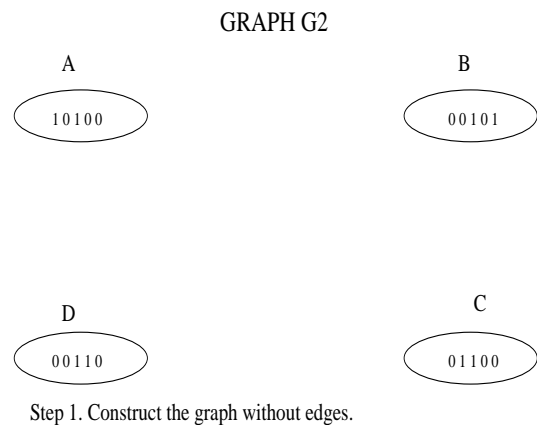 GRAPH G2
A
B
10100
00101
D
C
00110
01100
Step 1. Construct the graph without edges.